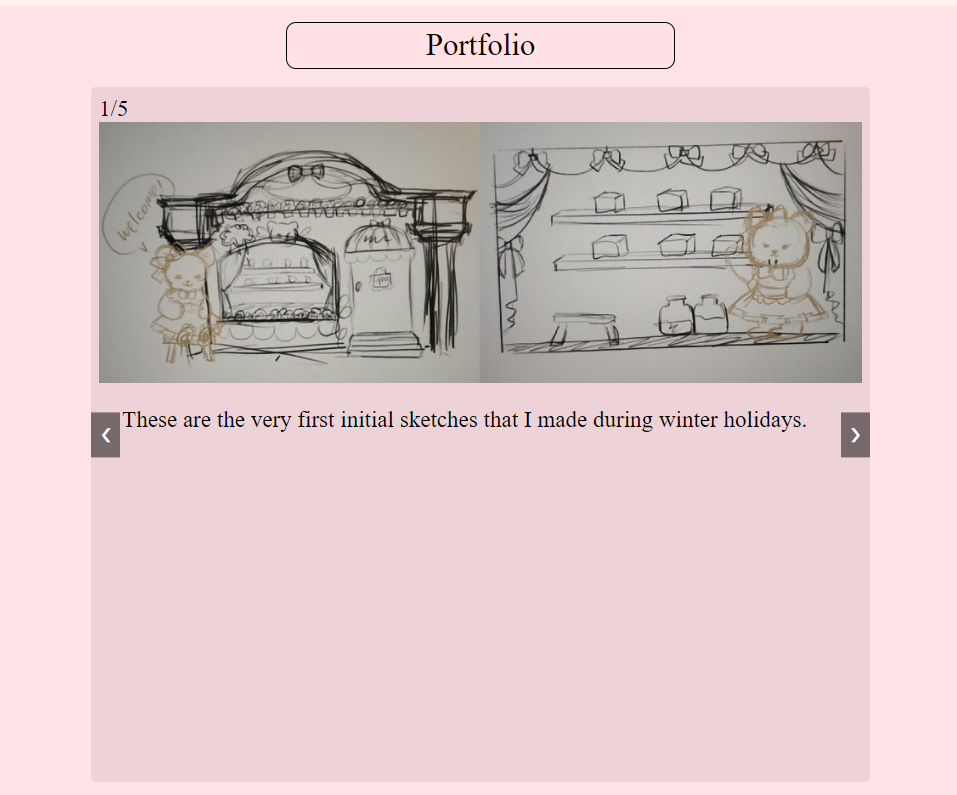 Portfolio
1/5
welcome!
These are the very first initial sketches that I made during winter holidays.